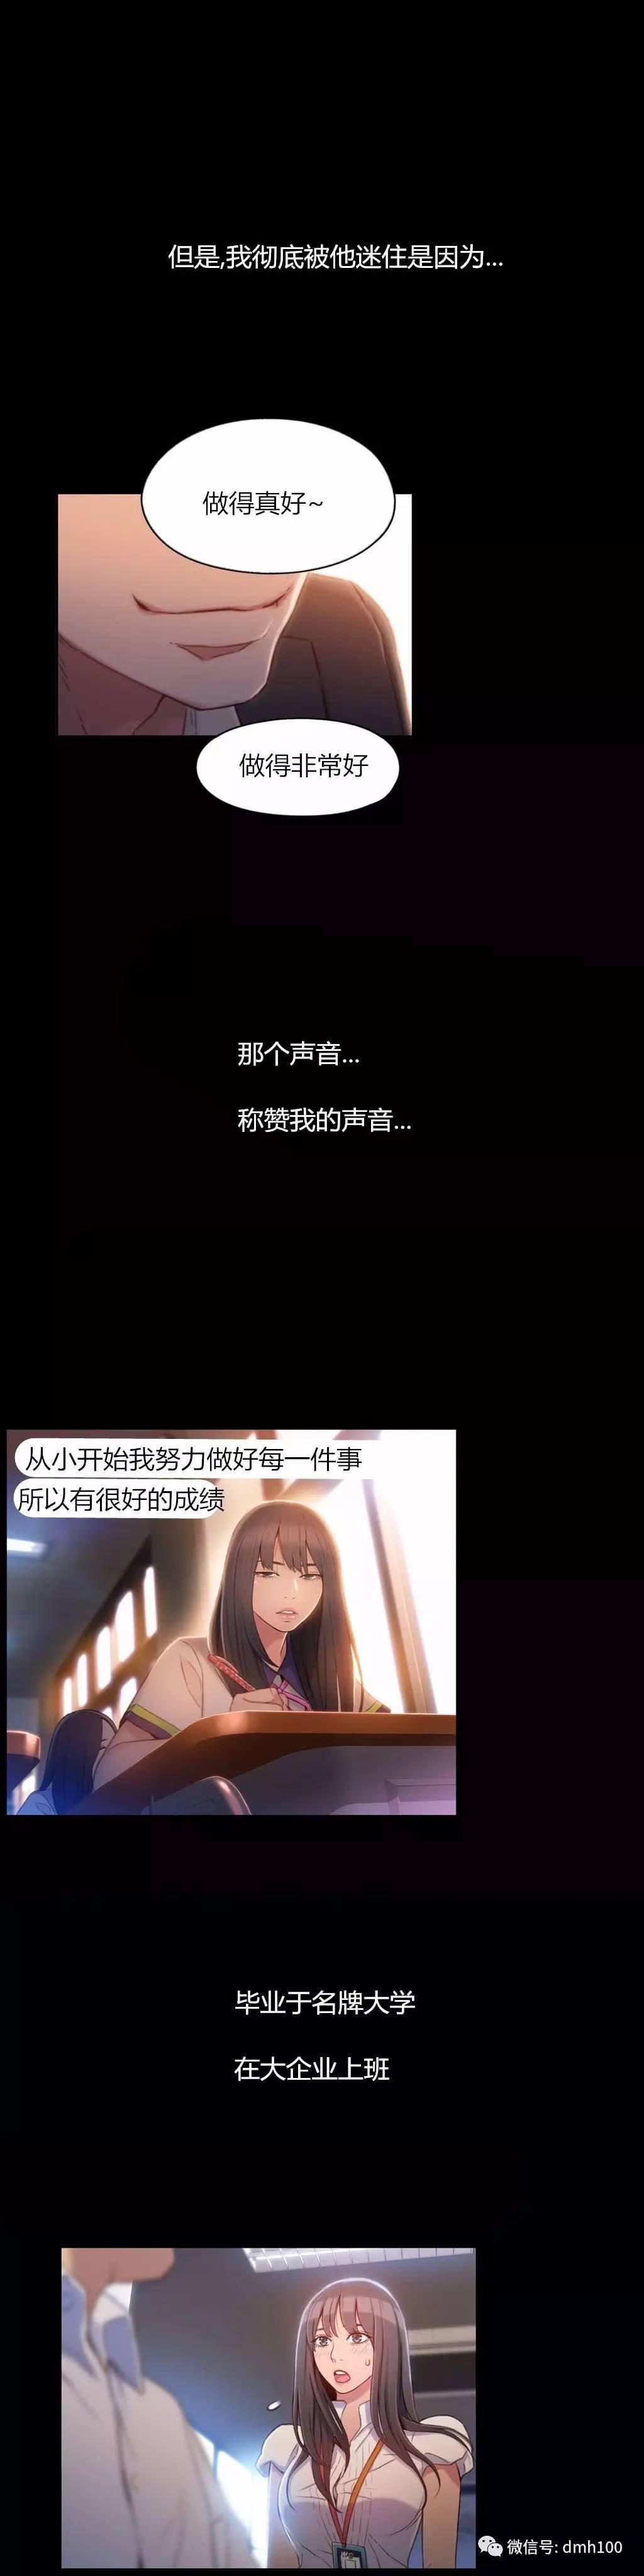 但是,我彻底被他迷住是因为...
做得真好~
做得非常好
那个声音...
称赞我的声音...
从小开始我努力做好每一件事
所以有很好的成绩
毕业于名牌大学
在大企业上班
微信号: dmh100